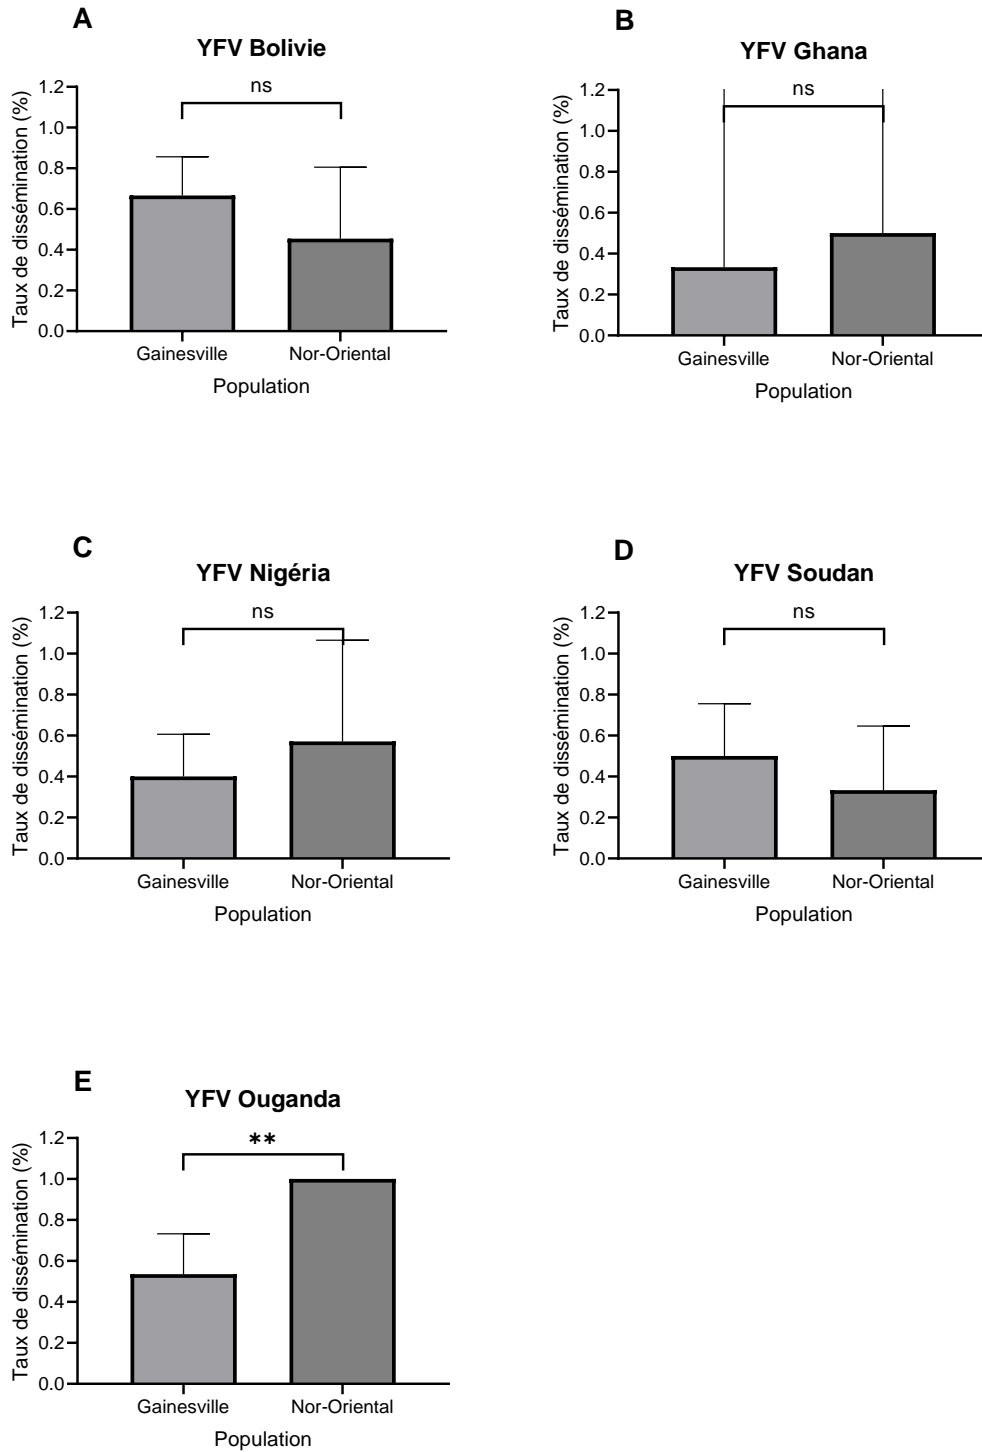 A
YFV Bolivie
ns
Taux de dissémination (%)
1.2
1.0
0.8
0.6
0.4
0.2
0.0
Gainesville Nor-Oriental
Population
B
YFV Ghana
ns
Taux de dissémination (%)
1.2
1.0
0.8
0.6
0.4
0.2
0.0
Gainesville Nor-Oriental
Population
C
YFV Nigéria
ns
Taux de dissémination (%)
1.2
1.0
0.8
0.6
0.4
0.2
0.0
Gainesville Nor-Oriental
Population
D
YFV Soudan
ns
Taux de dissémination (%)
1.2
1.0
0.8
0.6
0.4
0.2
0.0
Gainesville Nor-Oriental
Population
E
YFV Ouganda
**
Taux de dissémination (%)
1.2
1.0
0.8
0.6
0.4
0.2
0.0
Gainesville Nor-Oriental
Population